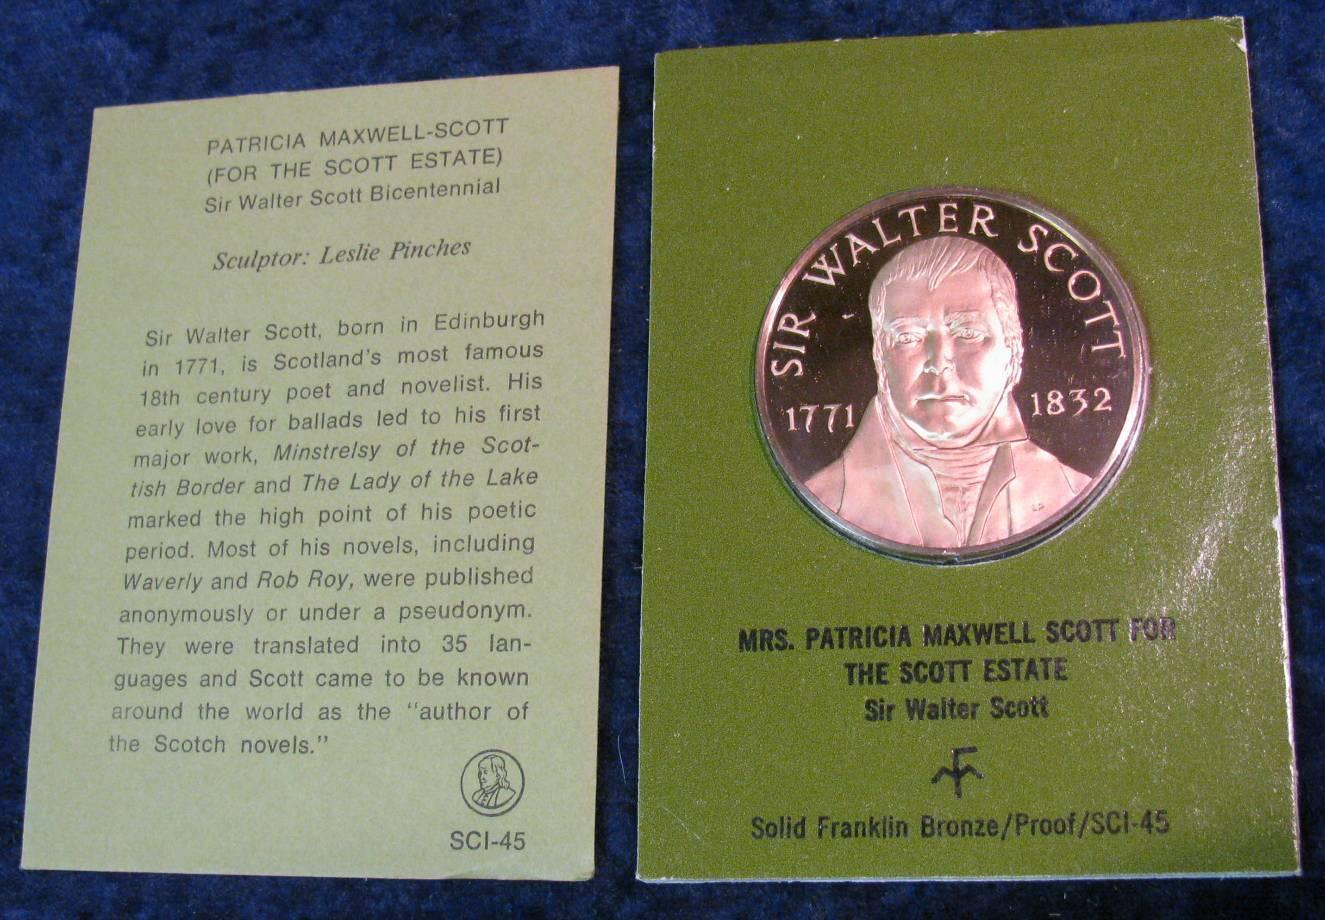 PATRICIA MAXWELL-SCOTT
(FOR THE SCOTT ESTATE)
Sir Walter Scott Bicentennial
Sculptor: Leslie Pinches
Sir Walter Scott, born in Edinburgh
in 1771, is Scotland's most famous
18th century poet and novelist. His
early love for ballads led to his first
major work, Minstrelsy of the Scot-
tish Border and The Lady of the Lake
marked the high point of his poetic
period. Most of his novels, including
Waverly and Rob Roy, were published
anonymously or under a pseudonym.
They were translated into 35 lan-
guages and Scott came to be known
around the world as the "author of
the Scotch novels."
SCI-45
SIR WALTER SCOTT
1771 1832
MRS. PATRICIA MAXWELL SCOTT FOR
THE SCOTT ESTATE
Sir Walter Scott
Solid Franklin Bronze/Proof/SCI-45